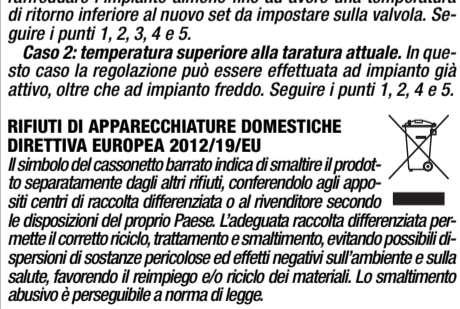 raffreddare l'impianto almeno fino ad avere una temperatura
di ritorno inferiore al nuovo set da impostare sulla valvola. Se-
guire i punti 1, 2, 3, 4 e 5.
Caso 2: temperatura superiore alla taratura attuale. In que-
sto caso la regolazione può essere effettuata ad impianto già
attivo, oltre che ad impianto freddo. Seguire i punti 1, 2, 4 e 5.
RIFIUTI DI APPARECCHIATURE DOMESTICHE
DIRETTIVA EUROPEA 2012/19/EU
Il simbolo del cassonetto barrato indica di smaltire il prodot-
to separatamente dagli altri rifiuti, conferendolo agli appo-
siti centri di raccolta differenziata o al rivenditore secondo
le disposizioni del proprio Paese. L'adeguata raccolta differenziata per-
mette il corretto riciclo, trattamento e smaltimento, evitando possibili di-
spersioni di sostanze pericolose ed effetti negativi sull'ambiente e sulla
salute, favorendo il reimpiego e/o riciclo dei materiali. Lo smaltimento
abusivo è perseguibile a norma di legge.